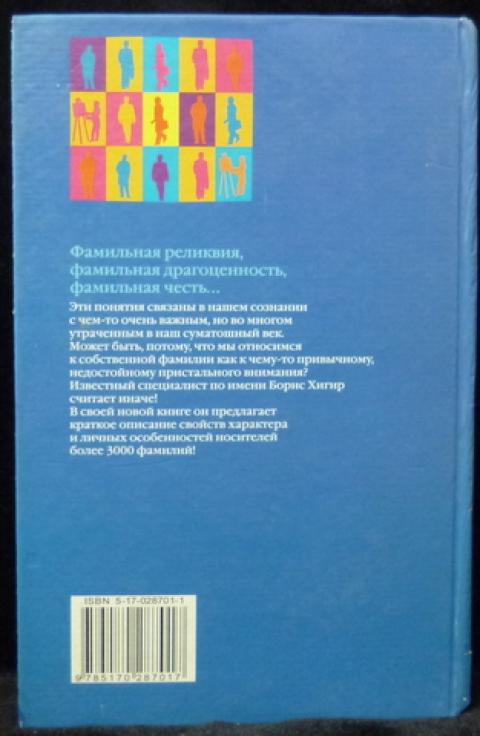 Фамильная реликвия,
фамильная драгоценность,
фамильная честь...
Эти понятия связаны в нашем сознании
с чем-то очень важным, но во многом
утраченным в наш суматошный век.
Может быть, потому, что мы относимся
к собственной фамилии как к чему-то привычному,
недостойному пристального внимания?
Известный специалист по имени Борис Хигир
считает иначе!
В своей новой книге он предлагает
краткое описание свойств характера
и личных особенностей носителей
более 3000 фамилий!
ISBN 5-17-028701-1
9 785170 287017